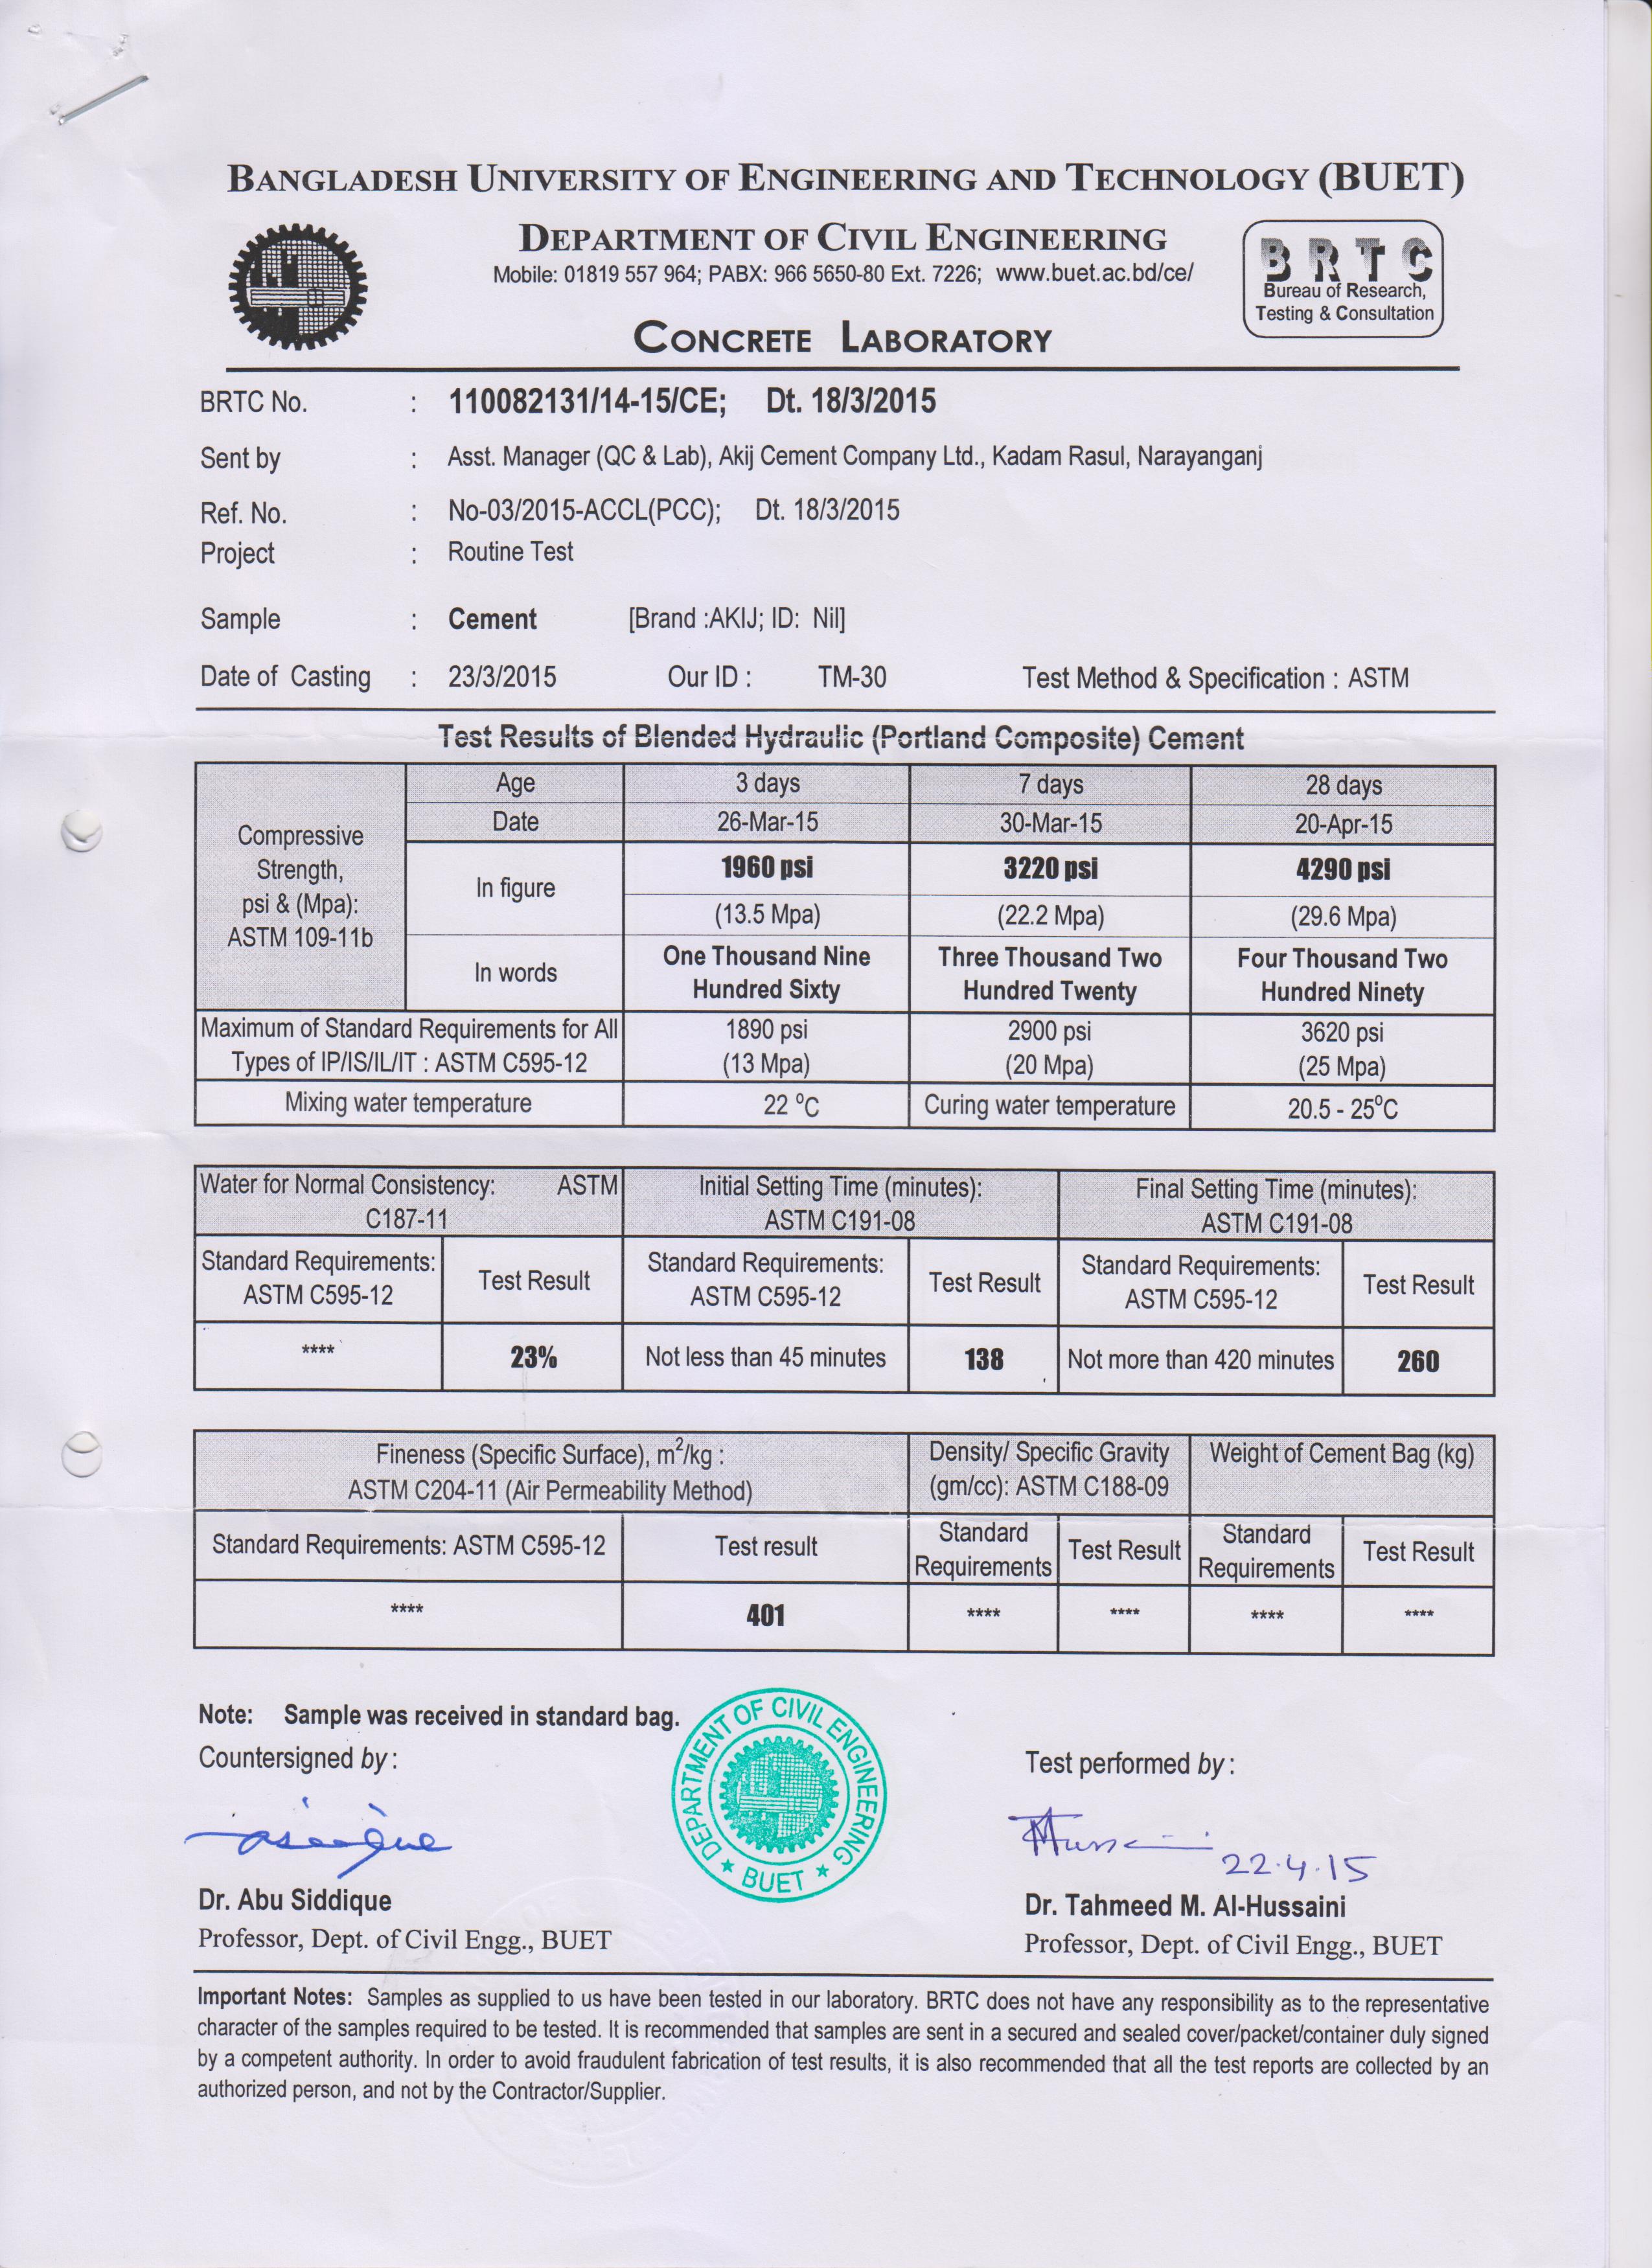 BANGLADESH UNIVERSITY OF ENGINEERING AND TECHNOLOGY (BUET)
DEPARTMENT OF CIVIL ENGINEERING
Mobile: 01819 557 964; PABX: 966 5650-80 Ext. 7226; www.buet.ac.bd/ce/
CONCRETE LABORATORY
BRTC
Bureau of Research,
Testing & Consultation
BRTC No. : 110082131/14-15/CE; Dt. 18/3/2015
Sent by : Asst. Manager (QC & Lab), Akij Cement Company Ltd., Kadam Rasul, Narayanganj
Ref. No. : No-03/2015-ACCL(PCC); Dt. 18/3/2015
Project : Routine Test
Sample : Cement [Brand :AKIJ; ID: Nil]
Date of Casting : 23/3/2015 Our ID : TM-30 Test Method & Specification : ASTM
Test Results of Blended Hydraulic (Portland Composite) Cement
Compressive
Strength,
psi & (Mpa):
ASTM 109-11b
Age 3 days 7 days 28 days
Date 26-Mar-15 30-Mar-15 20-Apr-15
In figure 1960 psi 3220 psi 4290 psi
(13.5 Mpa) (22.2 Mpa) (29.6 Mpa)
In words
One Thousand Nine Three Thousand Two Four Thousand Two
Hundred Sixty Hundred Twenty Hundred Ninety
Maximum of Standard Requirements for All 1890 psi 2900 psi 3620 psi
Types of IP/IS/IL/IT : ASTM C595-12 (13 Mpa) (20 Mpa) (25 Mpa)
Mixing water temperature 22 °C Curing water temperature 20.5 - 25°C
Water for Normal Consistency: ASTM Initial Setting Time (minutes): Final Setting Time (minutes):
C187-11 ASTM C191-08 ASTM C191-08
Standard Requirements: Test Result Standard Requirements: Test Result Standard Requirements: Test Result
ASTM C595-12 ASTM C595-12 ASTM C595-12
**** 23% Not less than 45 minutes 138 Not more than 420 minutes 260
Fineness (Specific Surface), m²/kg : Density/ Specific Gravity Weight of Cement Bag (kg)
ASTM C204-11 (Air Permeability Method) (gm/cc): ASTM C188-09
Standard Requirements: ASTM C595-12 Test result Standard Test Result Standard Test Result
Requirements Requirements
**** 401 **** **** **** ****
Note: Sample was received in standard bag.
DEPARTMENT OF CIVIL ENGINEERING
★ BUET ★
Countersigned by : Test performed by :
22.4.15
Dr. Abu Siddique Dr. Tahmeed M. Al-Hussaini
Professor, Dept. of Civil Engg., BUET Professor, Dept. of Civil Engg., BUET
Important Notes: Samples as supplied to us have been tested in our laboratory. BRTC does not have any responsibility as to the representative
character of the samples required to be tested. It is recommended that samples are sent in a secured and sealed cover/packet/container duly signed
by a competent authority. In order to avoid fraudulent fabrication of test results, it is also recommended that all the test reports are collected by an
authorized person, and not by the Contractor/Supplier.